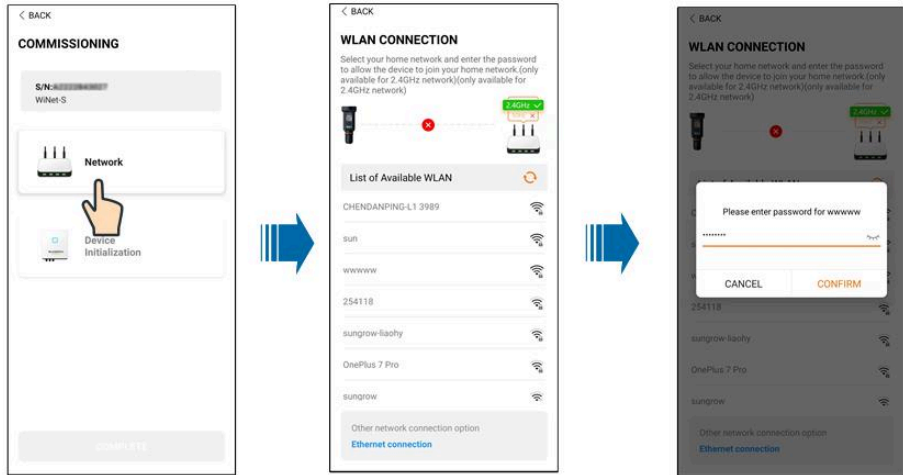 < BACK
COMMISSIONING
S/N:
WiNet-S
Network
Device
Initialization
COMPLETE
< BACK
WLAN CONNECTION
Select your home network and enter the password
to allow the device to join your home network.(only
available for 2.4GHz network)(only available for
2.4GHz network)
2.4GHz
List of Available WLAN
CHENDANPING-L1 3989
sun
wwwww
254118
sungrow-liaohy
OnePlus 7 Pro
sungrow
Other network connection option
Ethernet connection
< BACK
WLAN CONNECTION
Select your home network and enter the password
to allow the device to join your home network.(only
available for 2.4GHz network)(only available for
2.4GHz network)
2.4GHz
Please enter password for wwwww
********
CANCEL
CONFIRM
254118
sungrow-liaohy
OnePlus 7 Pro
sungrow
Other network connection option
Ethernet connection